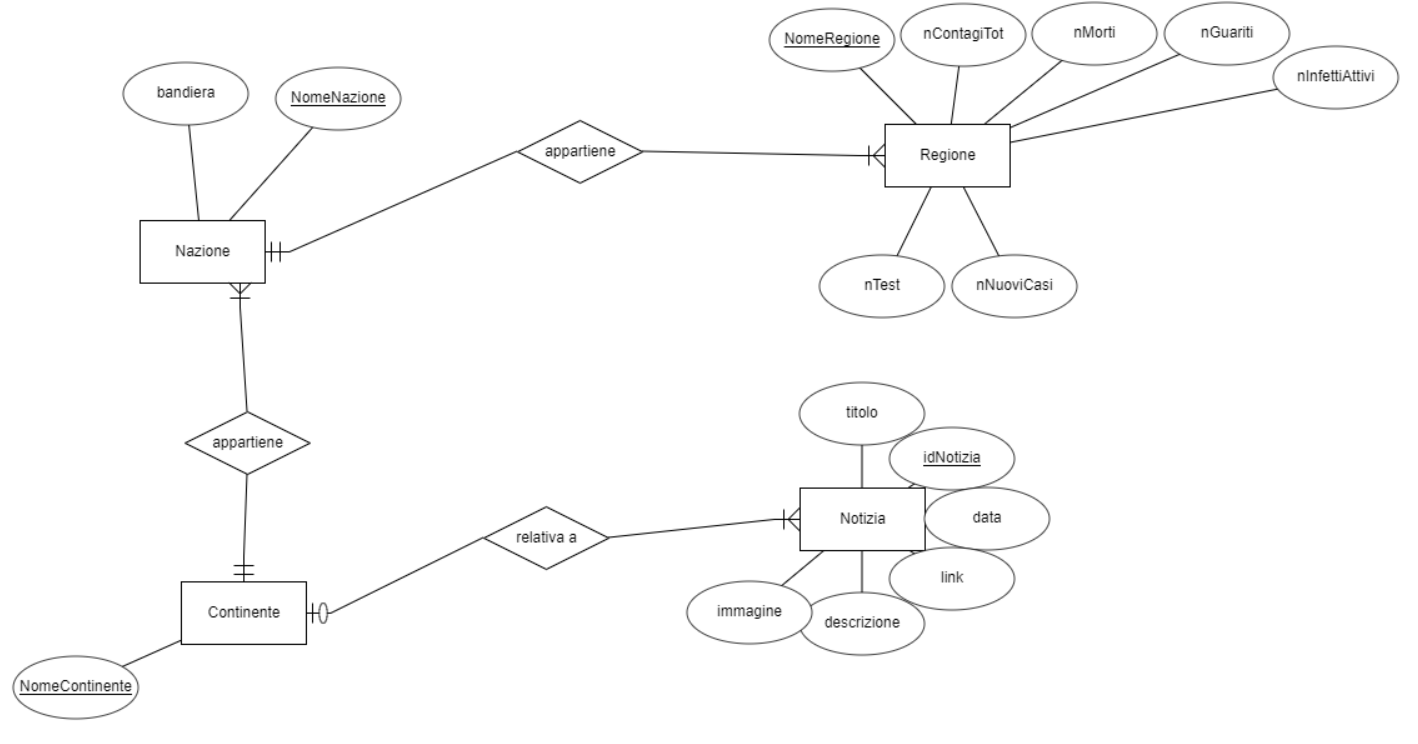 NomeRegione
nContagiTot
nMorti
nGuariti
nInfettiAttivi
bandiera
NomeNazione
appartiene
Regione
Nazione
nTest
nNuoviCasi
titolo
appartiene
idNotizia
Notizia
data
relativa a
link
Continente
immagine
descrizione
NomeContinente